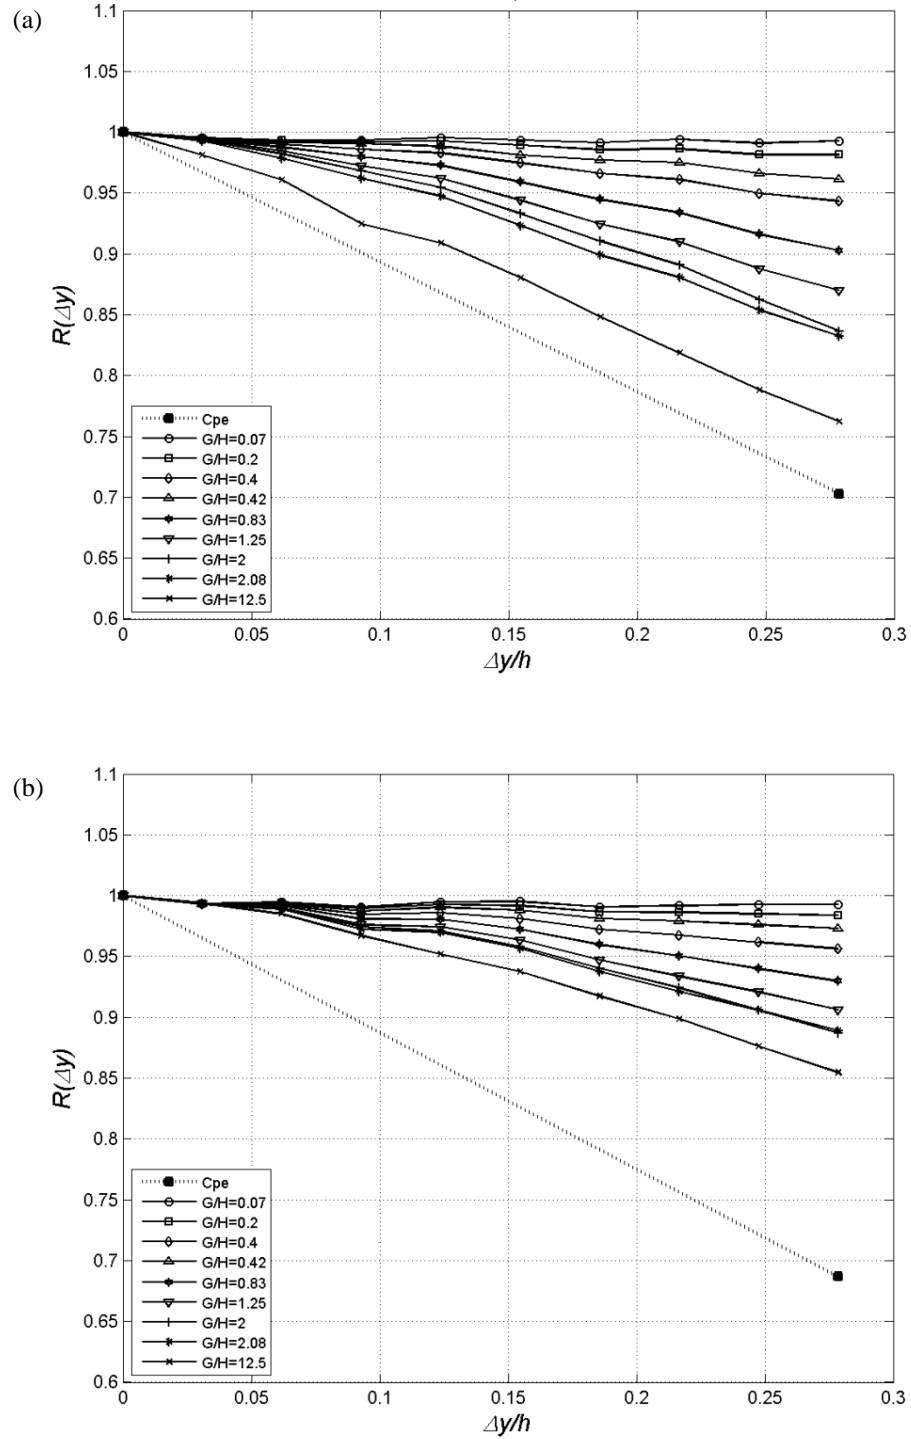 (a)
1.1
1.05
1
0.95
0.9
0.85
0.8
0.75
0.7
0.65
0.6
R(Δy)
Cpe
G/H=0.07
G/H=0.2
G/H=0.4
G/H=0.42
G/H=0.83
G/H=1.25
G/H=2
G/H=2.08
G/H=12.5
0 0.05 0.1 0.15 0.2 0.25 0.3
Δy/h
(b)
1.1
1.05
1
0.95
0.9
0.85
0.8
0.75
0.7
0.65
0.6
R(Δy)
Cpe
G/H=0.07
G/H=0.2
G/H=0.4
G/H=0.42
G/H=0.83
G/H=1.25
G/H=2
G/H=2.08
G/H=12.5
0 0.05 0.1 0.15 0.2 0.25 0.3
Δy/h